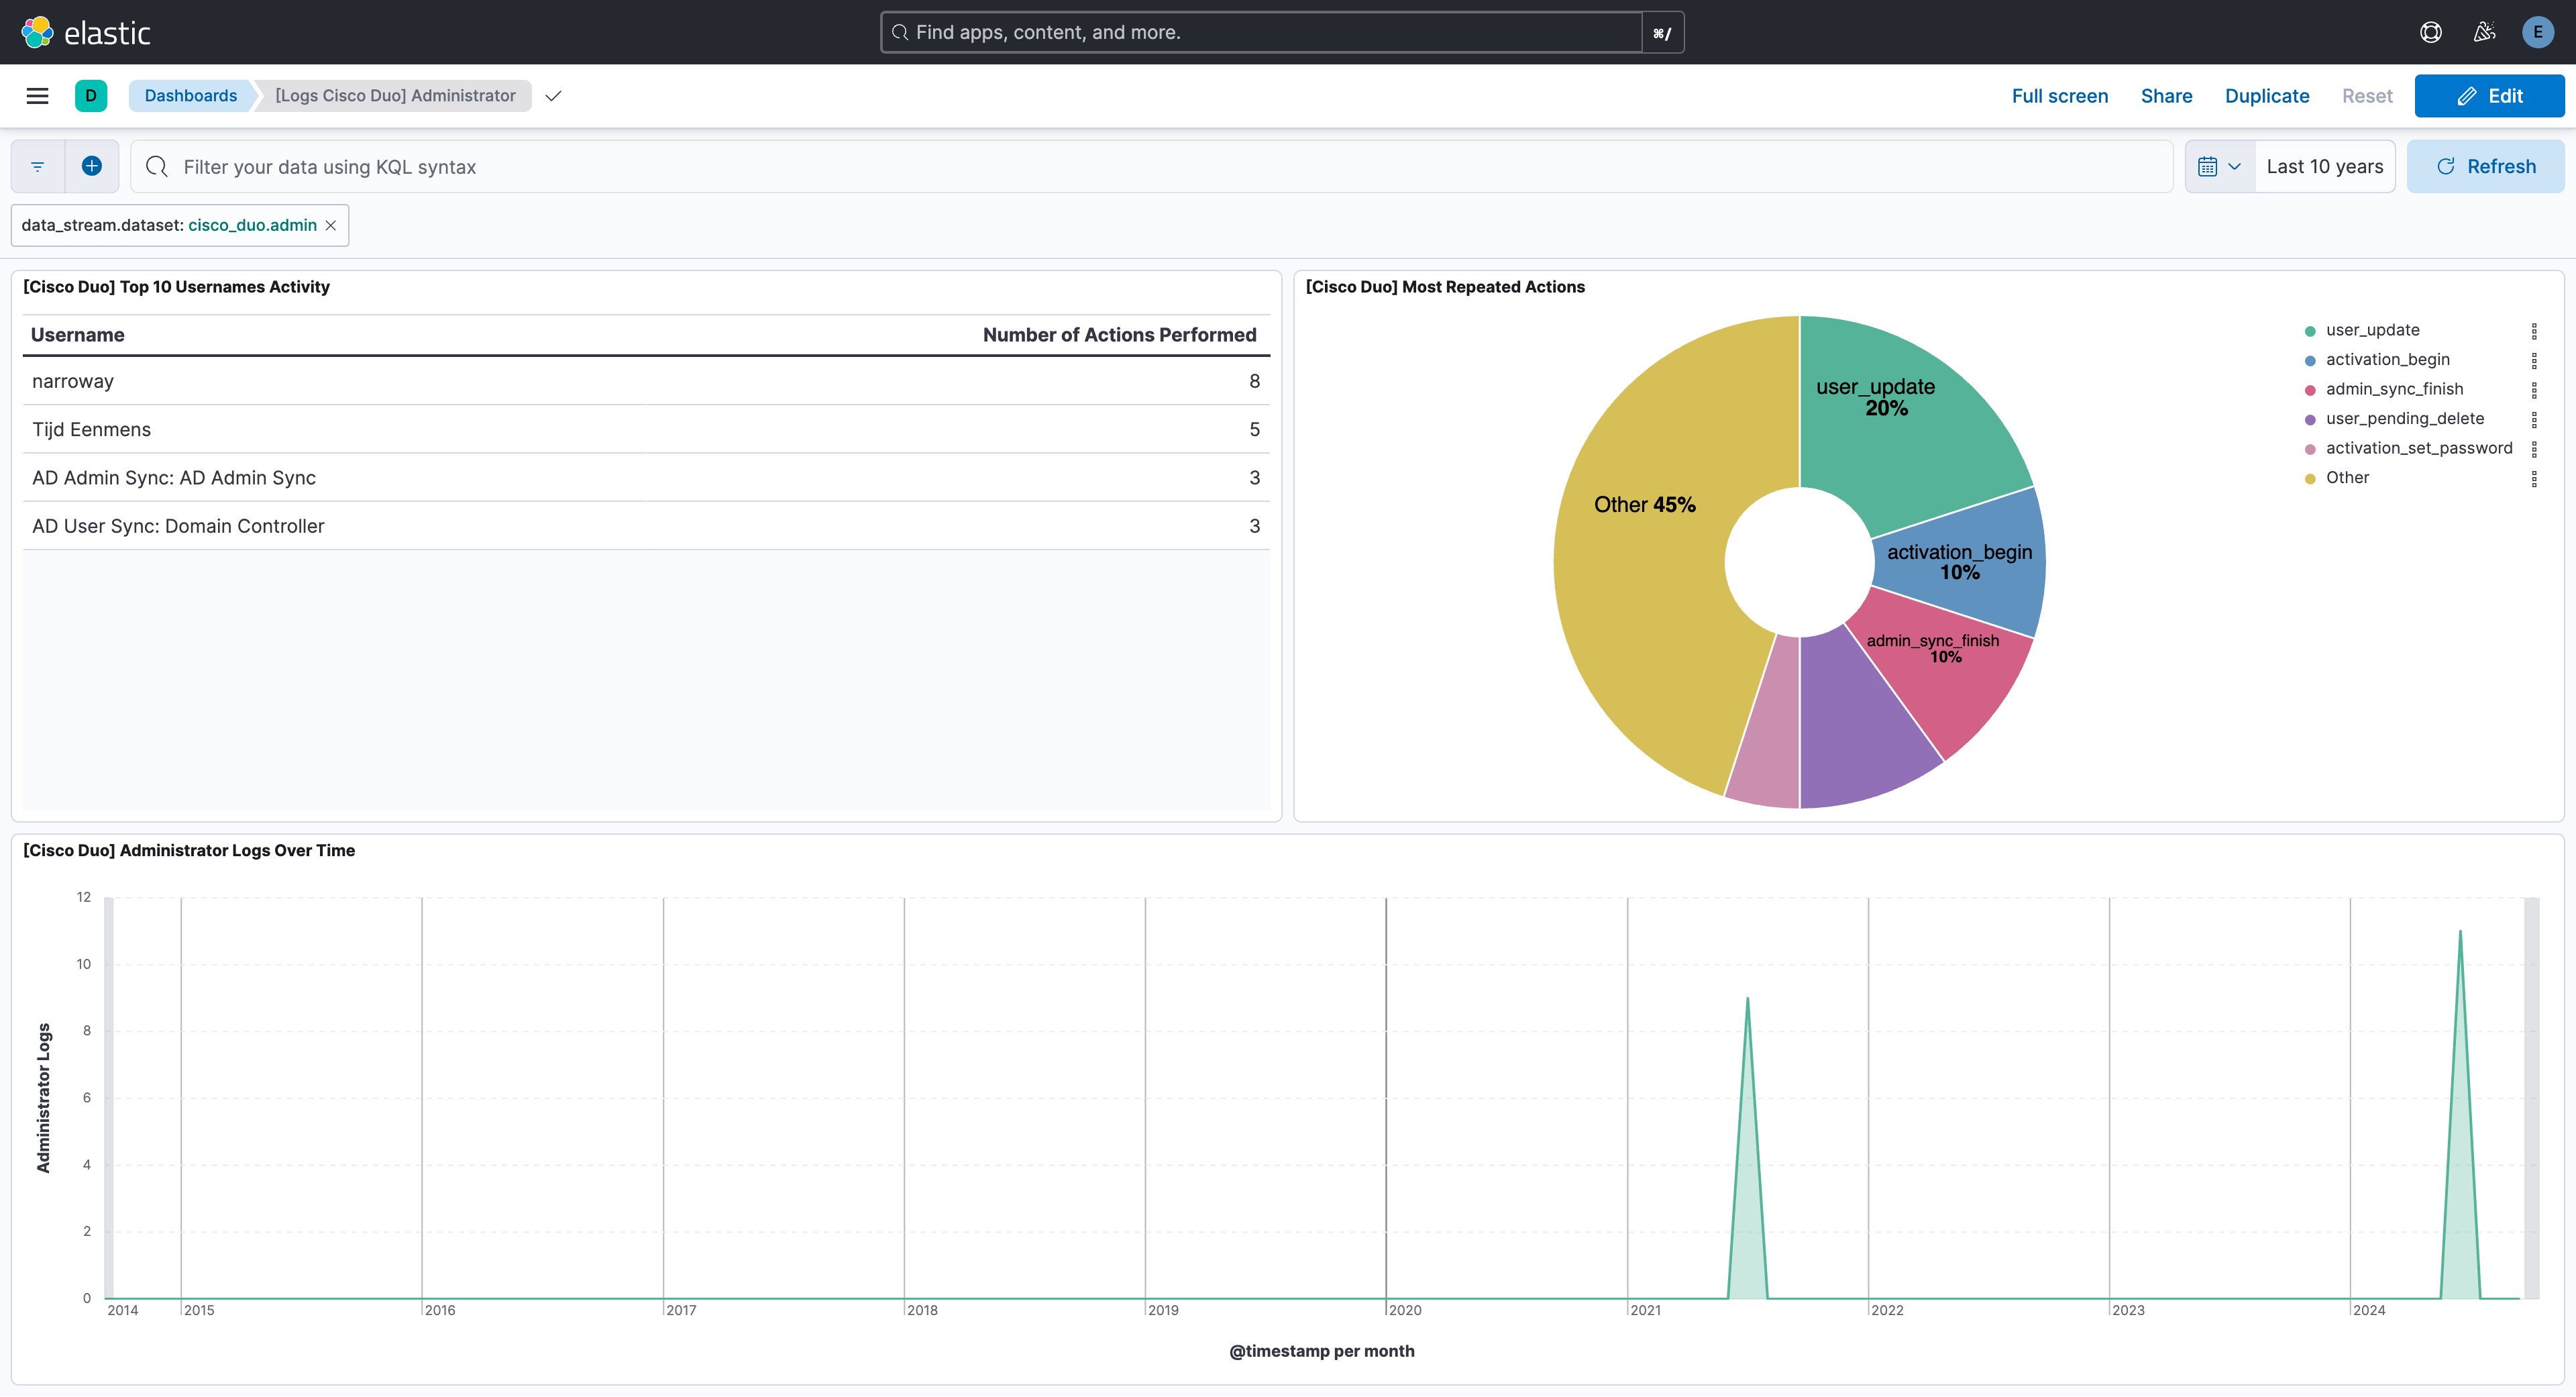 elastic
Find apps, content, and more.
⌘/
E
D
Dashboards
[Logs Cisco Duo] Administrator
Full screen
Share
Duplicate
Reset
Edit
Filter your data using KQL syntax
Last 10 years
Refresh
data_stream.dataset: cisco_duo.admin
[Cisco Duo] Top 10 Usernames Activity
Username Number of Actions Performed
narroway 8
Tijd Eenmens 5
AD Admin Sync: AD Admin Sync 3
AD User Sync: Domain Controller 3
[Cisco Duo] Most Repeated Actions
user_update
20%
activation_begin
10%
admin_sync_finish
10%
Other 45%
user_update
activation_begin
admin_sync_finish
user_pending_delete
activation_set_password
Other
[Cisco Duo] Administrator Logs Over Time
Administrator Logs
12
10
8
6
4
2
0
2014 2015 2016 2017 2018 2019 2020 2021 2022 2023 2024
@timestamp per month